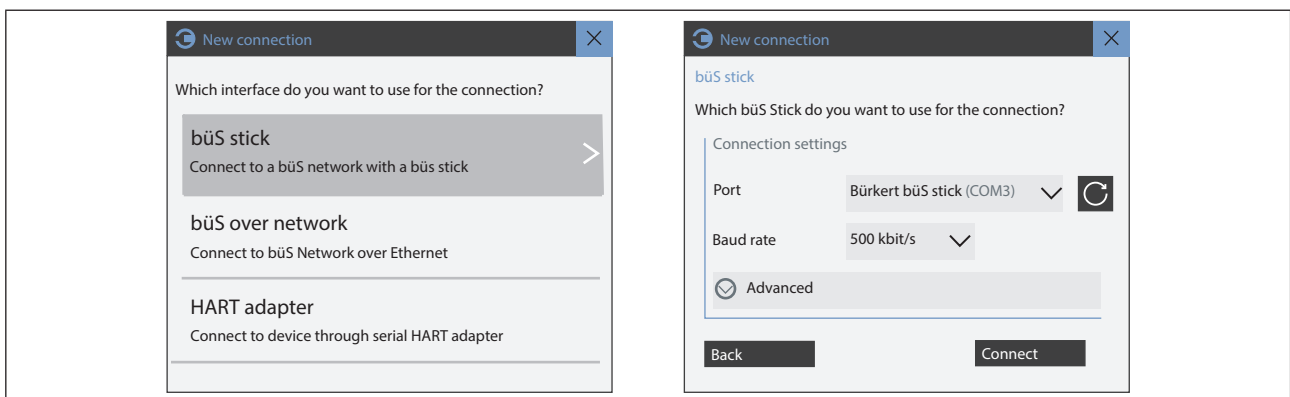 New connection
Which interface do you want to use for the connection?
büS stick
Connect to a büS network with a büs stick
büS over network
Connect to büS Network over Ethernet
HART adapter
Connect to device through serial HART adapter
New connection
büS stick
Which büS Stick do you want to use for the connection?
Connection settings
Port Bürkert büS stick (COM3)
Baud rate 500 kbit/s
Advanced
Back Connect